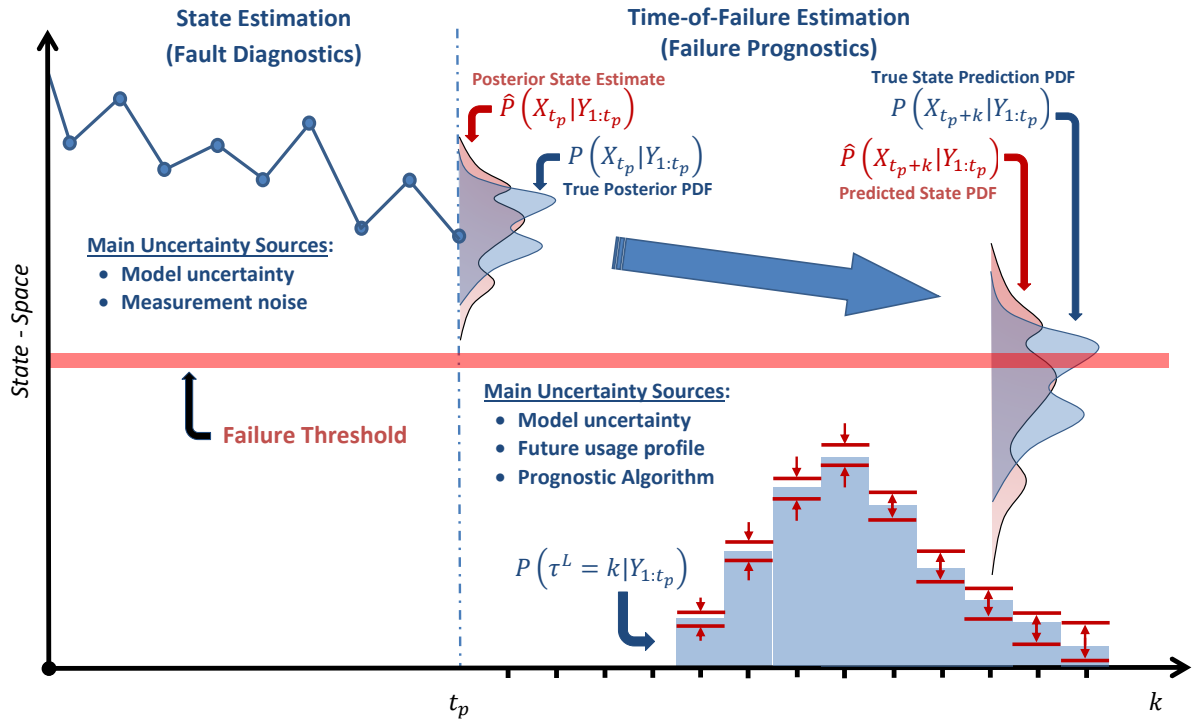 State Estimation
(Fault Diagnostics)
Time-of-Failure Estimation
(Failure Prognostics)
Posterior State Estimate
P̂(X_{t_p}|Y_{1:t_p})
P(X_{t_p}|Y_{1:t_p})
True Posterior PDF
True State Prediction PDF
P(X_{t_p+k}|Y_{1:t_p})
P̂(X_{t_p+k}|Y_{1:t_p})
Predicted State PDF
Main Uncertainty Sources:
• Model uncertainty
• Measurement noise
State - Space
Failure Threshold
Main Uncertainty Sources:
• Model uncertainty
• Future usage profile
• Prognostic Algorithm
P(τ^L = k|Y_{1:t_p})
t_p
k